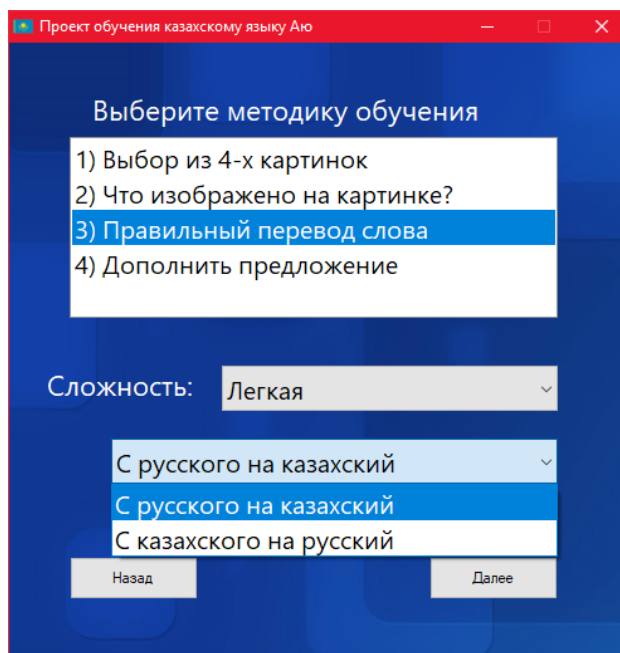 Проект обучения казахскому языку Аю
Выберите методику обучения
1) Выбор из 4-х картинок
2) Что изображено на картинке?
3) Правильный перевод слова
4) Дополнить предложение
Сложность:
Легкая
С русского на казахский
С русского на казахский
С казахского на русский
Назад
Далее